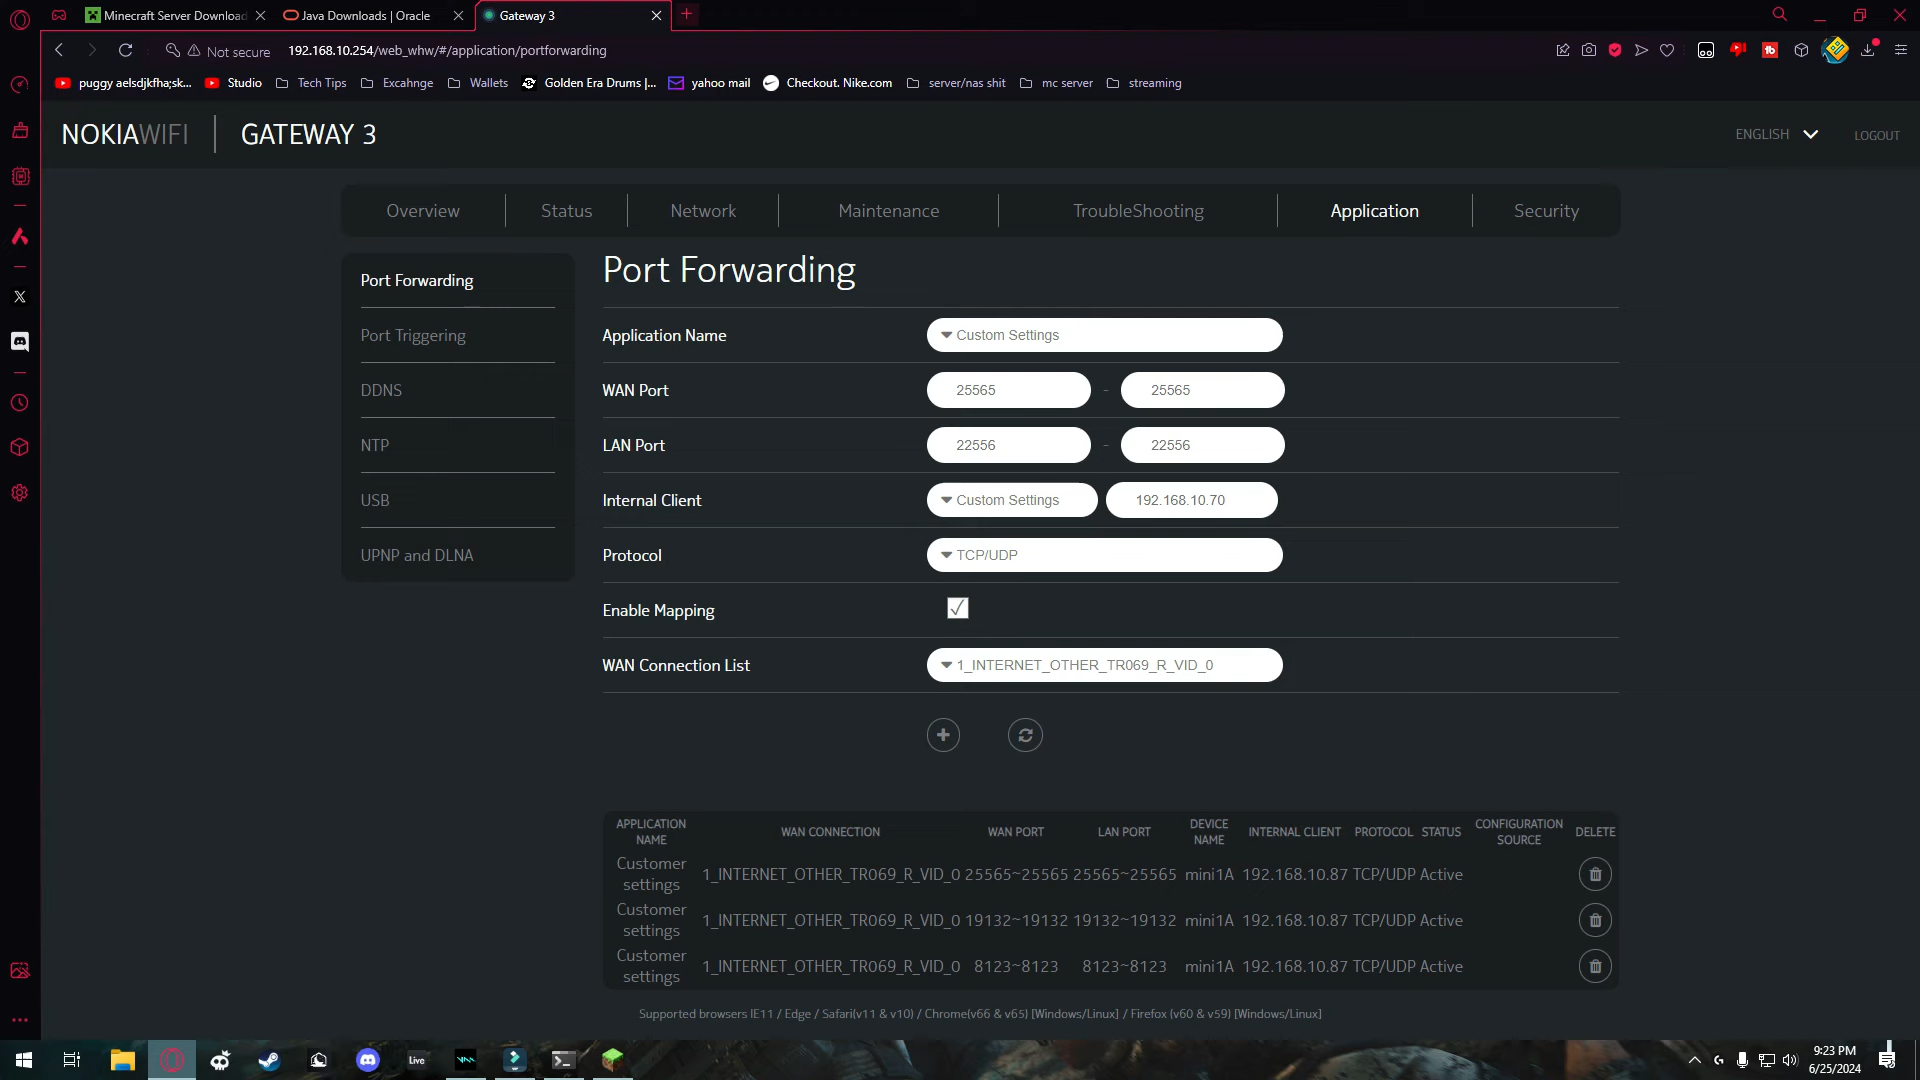 Minecraft Server Download
Java Downloads | Oracle
Gateway 3
Not secure
192.168.10.254/web_whw/#/application/portforwarding
puggy aelsdjkfha;sk...
Studio
Tech Tips
Excahnge
Wallets
Golden Era Drums |...
yahoo mail
Checkout. Nike.com
server/nas shit
mc server
streaming
NOKIAWIFI
GATEWAY 3
ENGLISH
LOGOUT
Overview
Status
Network
Maintenance
TroubleShooting
Application
Security
Port Forwarding
Port Triggering
DDNS
NTP
USB
UPNP and DLNA
Port Forwarding
Application Name
Custom Settings
WAN Port
25565 - 25565
LAN Port
22556 - 22556
Internal Client
Custom Settings
192.168.10.70
Protocol
TCP/UDP
Enable Mapping
WAN Connection List
1_INTERNET_OTHER_TR069_R_VID_0
APPLICATION NAME WAN CONNECTION WAN PORT LAN PORT DEVICE NAME INTERNAL CLIENT PROTOCOL STATUS CONFIGURATION SOURCE DELETE
Customer settings 1_INTERNET_OTHER_TR069_R_VID_0 25565~25565 25565~25565 mini1A 192.168.10.87 TCP/UDP Active
Customer settings 1_INTERNET_OTHER_TR069_R_VID_0 19132~19132 19132~19132 mini1A 192.168.10.87 TCP/UDP Active
Customer settings 1_INTERNET_OTHER_TR069_R_VID_0 8123~8123 8123~8123 mini1A 192.168.10.87 TCP/UDP Active
Supported browsers IE11 / Edge / Safari(v11 & v10) / Chrome(v66 & v65) [Windows/Linux] / Firefox (v60 & v59) [Windows/Linux]
Live
9:23 PM
6/25/2024